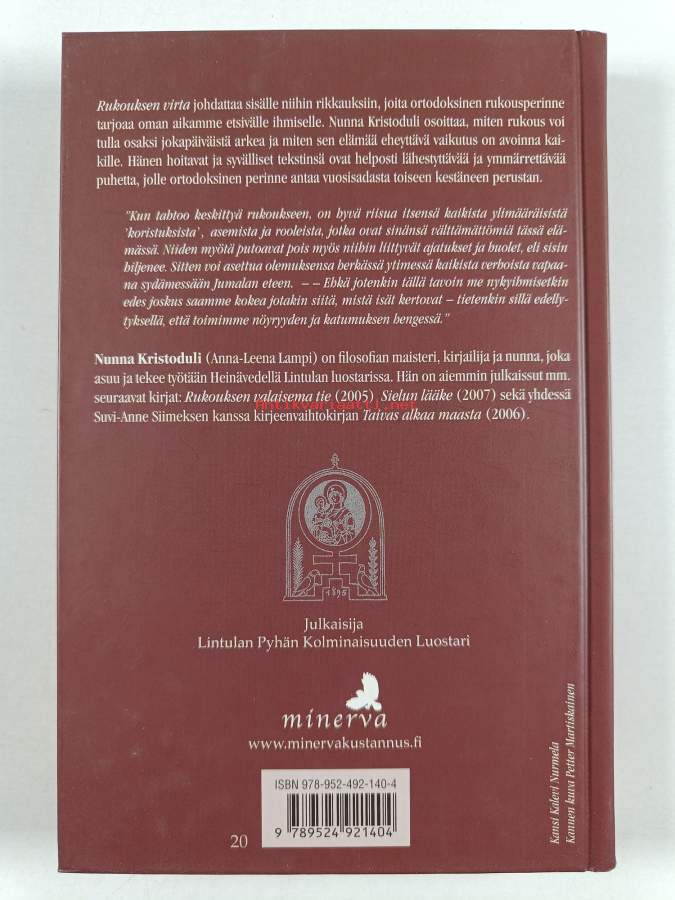 Rukouksen virta johdattaa sisälle niihin rikkauksiin, joita ortodoksinen rukousperinne
tarjoaa oman aikamme etsivälle ihmiselle. Nunna Kristoduli osoittaa, miten rukous voi
tulla osaksi jokapäiväistä arkea ja miten sen elämää eheyttävä vaikutus on avoinna kai-
kille. Hänen hoitavat ja syvälliset tekstinsä ovat helposti lähestyttävää ja ymmärrettävää
puhetta, jolle ortodoksinen perinne antaa vuosisadasta toiseen kestäneen perustan.
"Kun tahtoo keskittyä rukoukseen, on hyvä riisua itsensä kaikista ylimääräisistä
'koristuksista', asemista ja rooleista, jotka ovat sinänsä välttämättömiä tässä elä-
mässä. Niiden myötä putoavat pois myös niihin liittyvät ajatukset ja huolet, eli sisin
hiljenee. Sitten voi asettua olemuksensa herkässä ytimessä kaikista verhoista vapaa-
na sydämessään Jumalan eteen. – – Ehkä jotenkin tällä tavoin me nykyihmisetkin
edes joskus saamme kokea jotakin siitä, mistä isät kertovat – tietenkin sillä edelly-
tyksellä, että toimimme nöyryyden ja katumuksen hengessä."
Nunna Kristoduli (Anna-Leena Lampi) on filosofian maisteri, kirjailija ja nunna, joka
asuu ja tekee työtään Heinävedellä Lintulan luostarissa. Hän on aiemmin julkaissut mm.
seuraavat kirjat: Rukouksen valaisema tie (2005) Sielun lääke (2007) sekä yhdessä
antikvariaatti.net
Suvi-Anne Siimeksen kanssa kirjeenvaihtokirjan Taivas alkaa maasta (2006).
1895
Julkaisija
Lintulan Pyhän Kolminaisuuden Luostari
minerva
www.minervakustannus.fi
ISBN 978-952-492-140-4
9 789524 921404
20
Kansi Kalevi Nurmela
Kannen kuva Petter Martiskainen